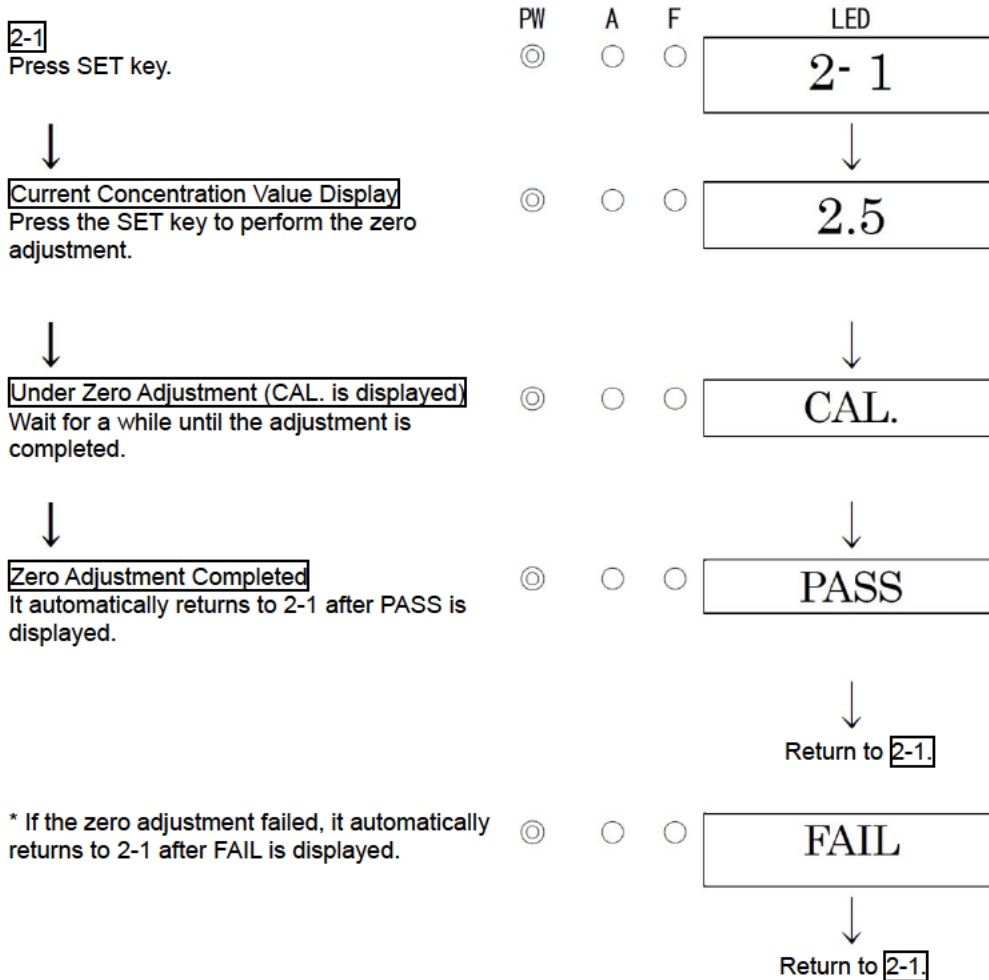 PW A F LED
2-1
Press SET key.
2- 1
Current Concentration Value Display
Press the SET key to perform the zero
adjustment.
2.5
Under Zero Adjustment (CAL. is displayed)
Wait for a while until the adjustment is
completed.
CAL.
Zero Adjustment Completed
It automatically returns to 2-1 after PASS is
displayed.
PASS
Return to 2-1.
* If the zero adjustment failed, it automatically
returns to 2-1 after FAIL is displayed.
FAIL
Return to 2-1.